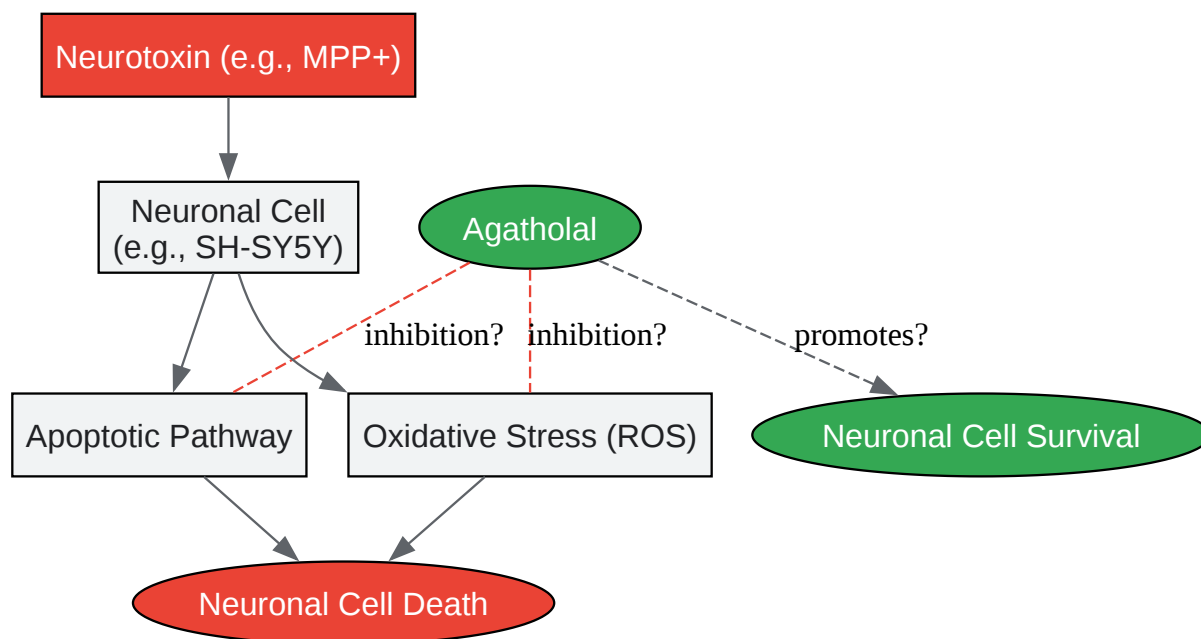 Neurotoxin (e.g., MPP+)
Neuronal Cell
(e.g., SH-SY5Y)
Agatholal
inhibition?
inhibition?
promotes?
Apoptotic Pathway
Oxidative Stress (ROS)
Neuronal Cell Survival
Neuronal Cell Death